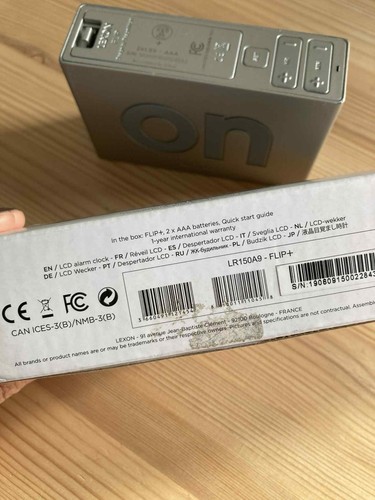 on
In the box: FLIP+, 2 x AAA batteries, Quick start guide
1-year international warranty
EN / LCD alarm clock - FR / Réveil LCD - ES / Despertador LCD - IT / Sveglia LCD - NL / LCD-wekker
DE / LCD Wecker - PT / Despertador LCD - RU / ЖК-будильник - PL / Budzik LCD - JP / 液晶目覚まし時計
LR150A9 - FLIP+
CE FC
CAN ICES-3(B)/NMB-3(B)
S/N:19080915002284
LEXON - 91 avenue Jean-Baptiste Clément - 92100 Boulogne - FRANCE
All brands or product names are or may be trademarks of their respective owners. Pictures and specifications are not contractual.